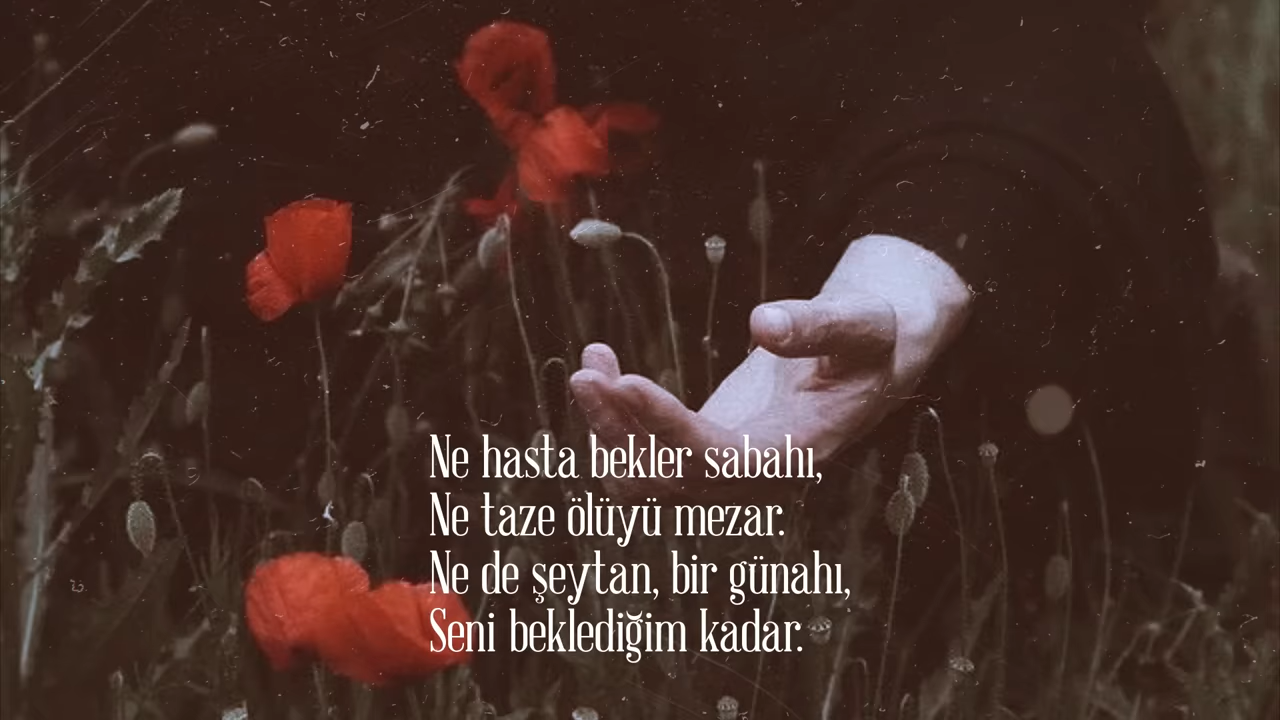 Ne hasta bekler sabahı,
Ne taze ölüyü mezar.
Ne de şeytan, bir günahı,
Seni beklediğim kadar.